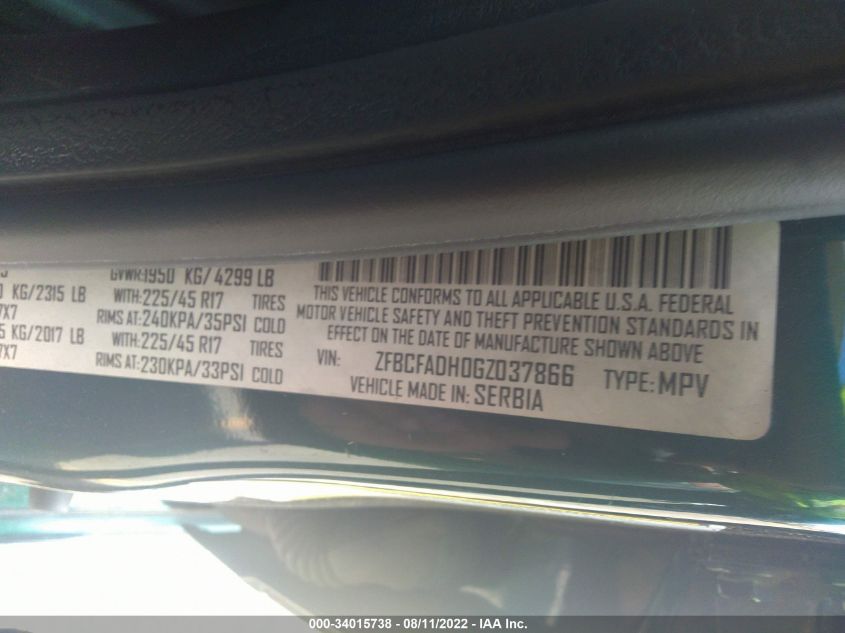 GVWR:1950 KG/ 4299 LB
KG/2315 LB WITH:225/45 R17 TIRES
7X7 RIMS AT:240KPA/35PSI COLD
5 KG/2017 LB WITH:225/45 R17 TIRES
7X7 RIMS AT:230KPA/33PSI COLD
THIS VEHICLE CONFORMS TO ALL APPLICABLE U.S.A. FEDERAL
MOTOR VEHICLE SAFETY AND THEFT PREVENTION STANDARDS IN
EFFECT ON THE DATE OF MANUFACTURE SHOWN ABOVE
VIN: ZFBCFADH0GZ037866 TYPE: MPV
VEHICLE MADE IN: SERBIA
000-34015738 - 08/11/2022 - IAA Inc.